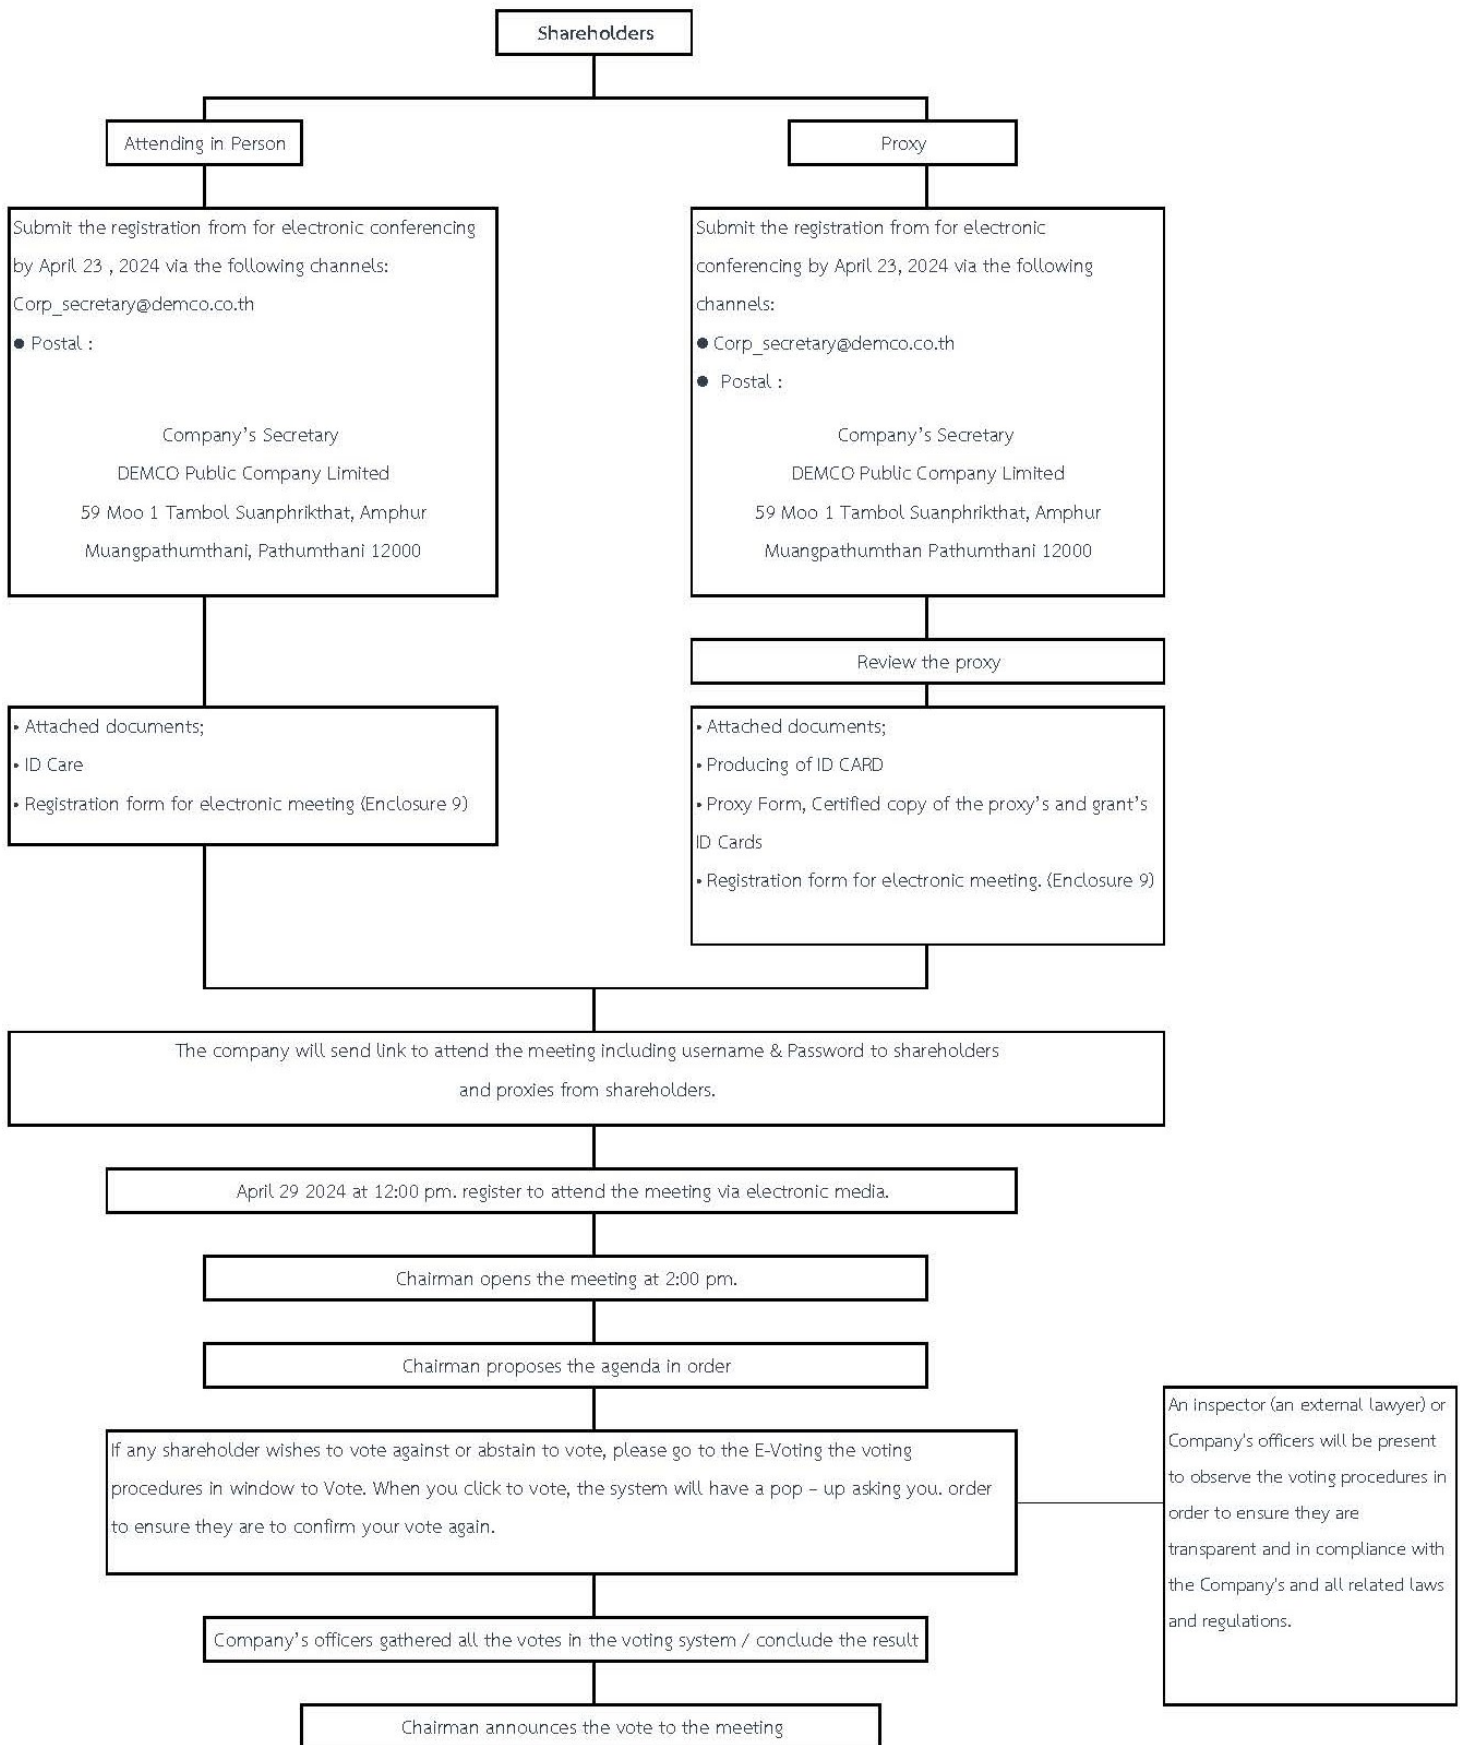 Shareholders
Attending in Person
Proxy
Submit the registration from for electronic conferencing
by April 23 , 2024 via the following channels:
Corp_secretary@demco.co.th
● Postal :
Company’s Secretary
DEMCO Public Company Limited
59 Moo 1 Tambol Suanphrikthat, Amphur
Muangpathumthani, Pathumthani 12000
Submit the registration from for electronic
conferencing by April 23, 2024 via the following
channels:
● Corp_secretary@demco.co.th
● Postal :
Company’s Secretary
DEMCO Public Company Limited
59 Moo 1 Tambol Suanphrikthat, Amphur
Muangpathumthan Pathumthani 12000
Review the proxy
• Attached documents;
• ID Care
• Registration form for electronic meeting (Enclosure 9)
• Attached documents;
• Producing of ID CARD
• Proxy Form, Certified copy of the proxy’s and grant’s
ID Cards
• Registration form for electronic meeting. (Enclosure 9)
The company will send link to attend the meeting including username & Password to shareholders
and proxies from shareholders.
April 29 2024 at 12:00 pm. register to attend the meeting via electronic media.
Chairman opens the meeting at 2:00 pm.
Chairman proposes the agenda in order
If any shareholder wishes to vote against or abstain to vote, please go to the E-Voting the voting
procedures in window to Vote. When you click to vote, the system will have a pop – up asking you. order
to ensure they are to confirm your vote again.
An inspector (an external lawyer) or
Company's officers will be present
to observe the voting procedures in
order to ensure they are
transparent and in compliance with
the Company's and all related laws
and regulations.
Company’s officers gathered all the votes in the voting system / conclude the result
Chairman announces the vote to the meeting